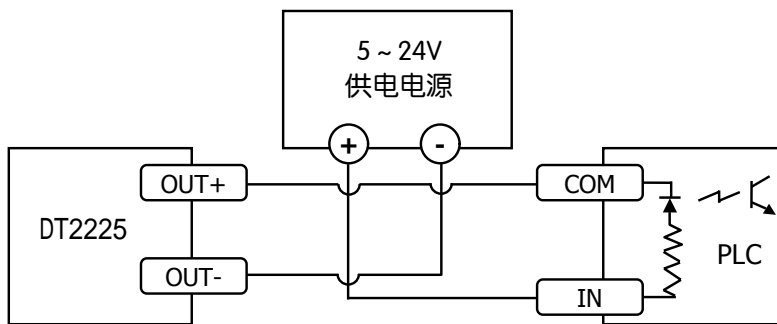 5 ~ 24V
供电电源
+
-
OUT+
COM
DT2225
PLC
OUT-
IN